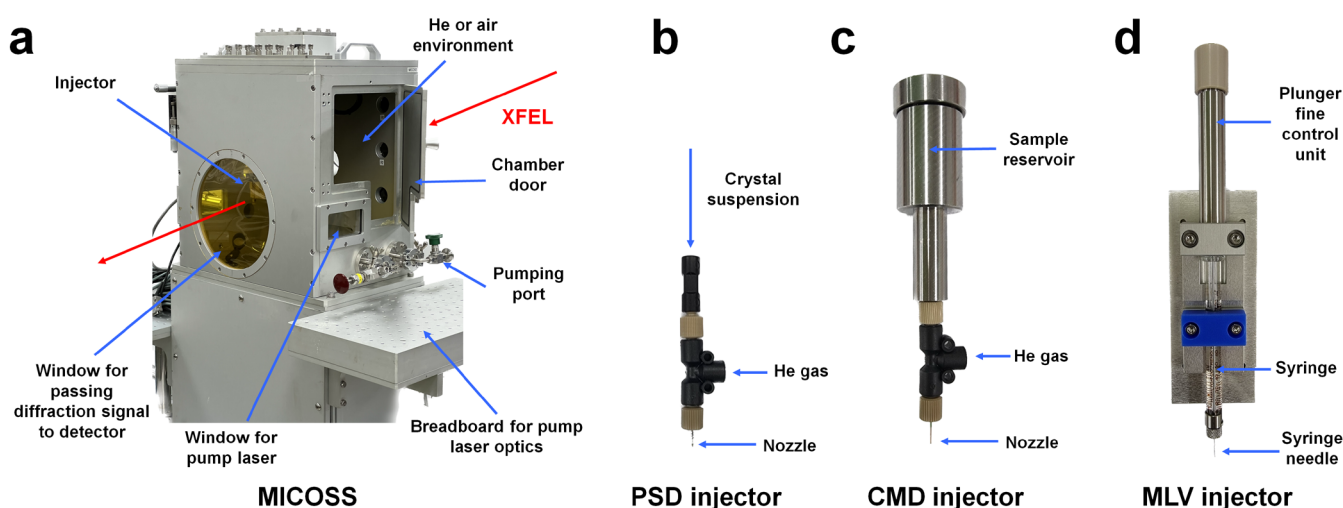 a
He or air
environment
Injector
XFEL
Chamber
door
Pumping
port
Window for
passing
diffraction signal
to detector
Window for
pump laser
Breadboard for pump
laser optics
MICOSS
b
Crystal
suspension
He gas
Nozzle
PSD injector
c
Sample
reservoir
He gas
Nozzle
CMD injector
d
Plunger
fine
control
unit
Syringe
Syringe
needle
MLV injector